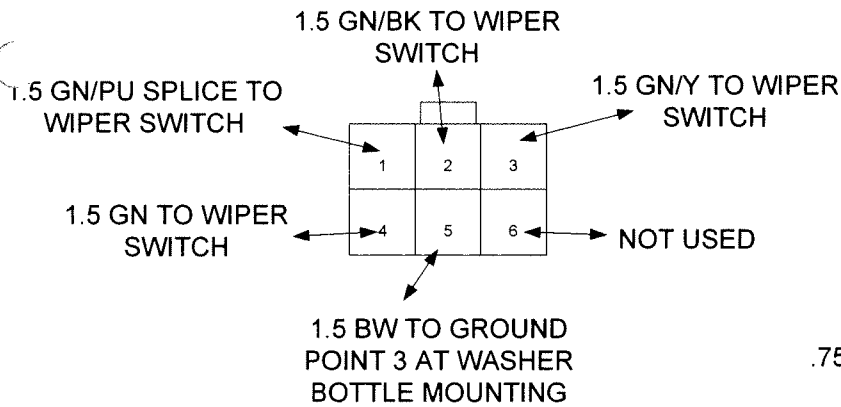 1.5 GN/BK TO WIPER
SWITCH
1.5 GN/PU SPLICE TO
WIPER SWITCH
1.5 GN/Y TO WIPER
SWITCH
1
2
3
1.5 GN TO WIPER
SWITCH
4
5
6
NOT USED
1.5 BW TO GROUND
POINT 3 AT WASHER
BOTTLE MOUNTING
.75